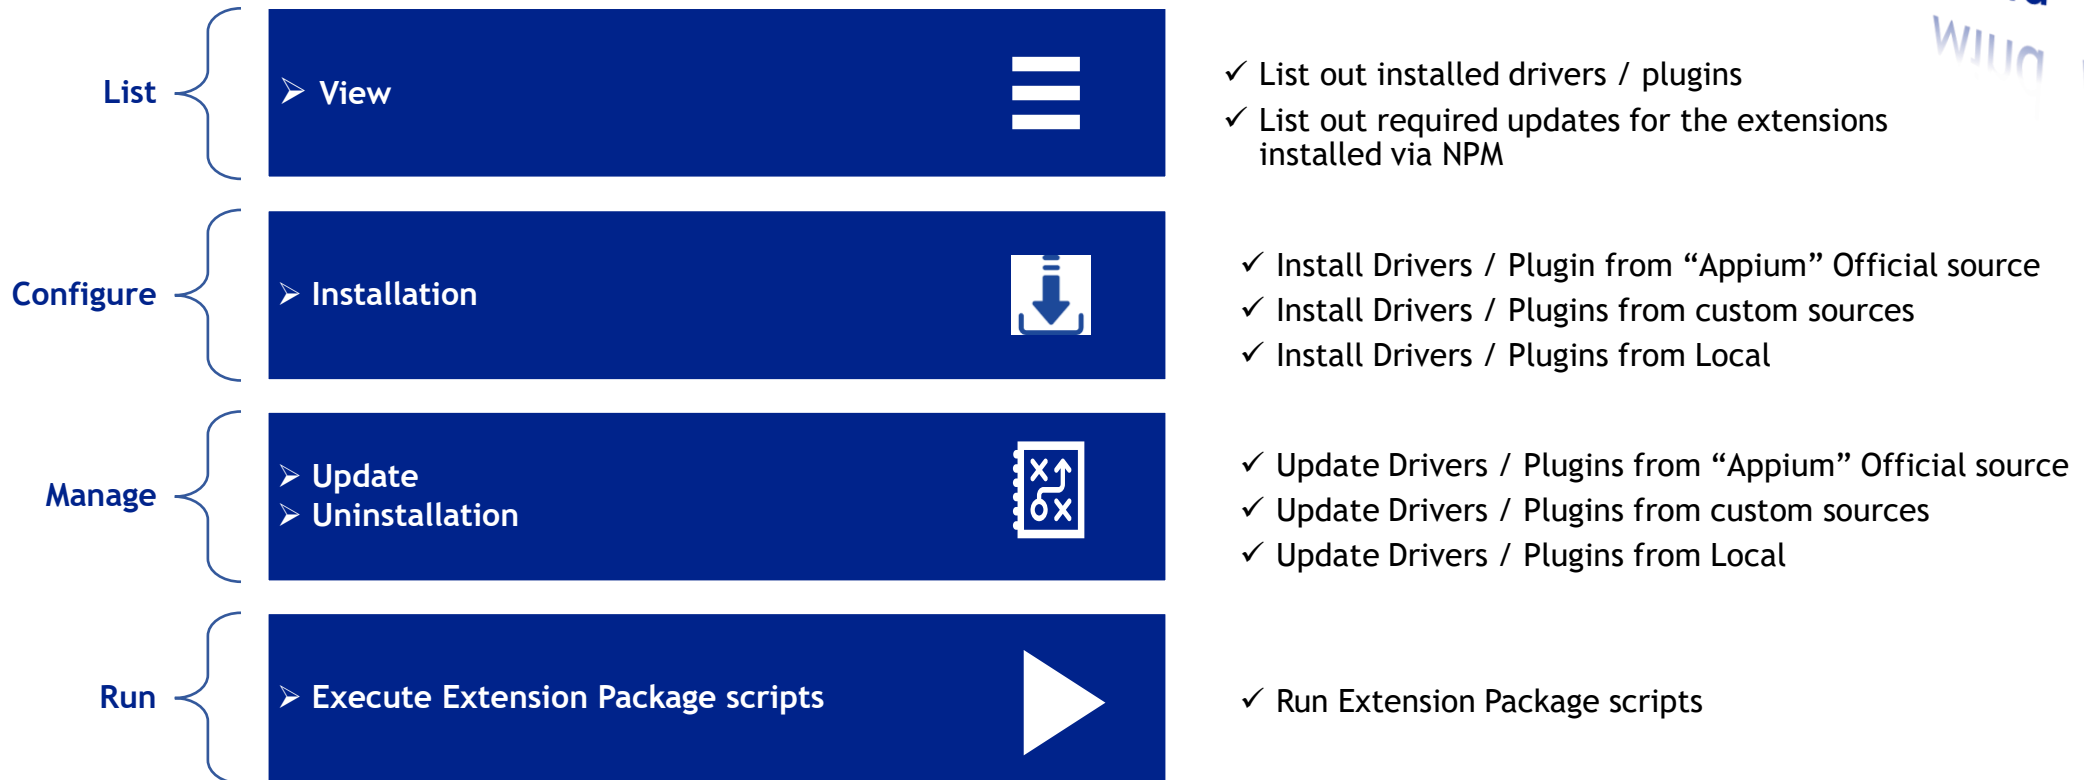 List
➢ View
✓ List out installed drivers / plugins
✓ List out required updates for the extensions
installed via NPM
Configure
➢ Installation
✓ Install Drivers / Plugin from “Appium” Official source
✓ Install Drivers / Plugins from custom sources
✓ Install Drivers / Plugins from Local
Manage
➢ Update
➢ Uninstallation
✓ Update Drivers / Plugins from “Appium” Official source
✓ Update Drivers / Plugins from custom sources
✓ Update Drivers / Plugins from Local
Run
➢ Execute Extension Package scripts
✓ Run Extension Package scripts